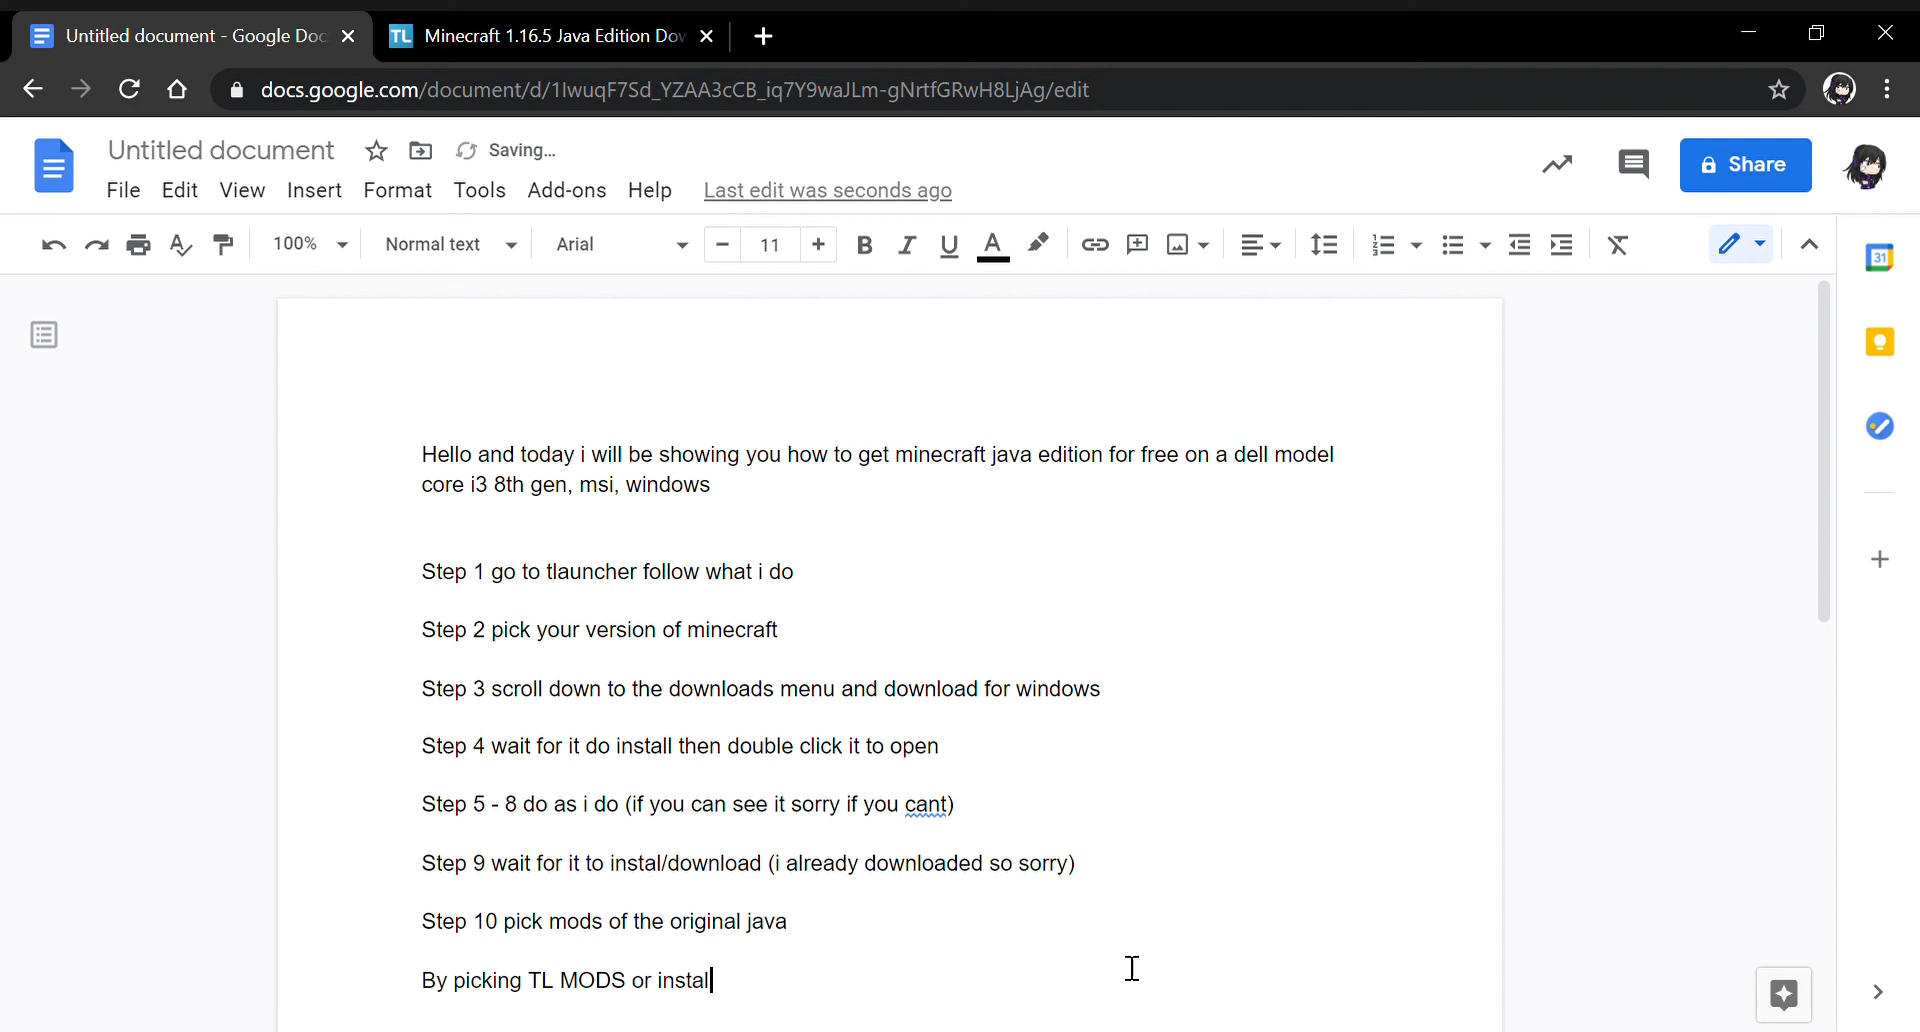 Untitled document - Google Doc
Minecraft 1.16.5 Java Edition Dow
docs.google.com/document/d/1IwuqF7Sd_YZAA3cCB_iq7Y9waJLm-gNrtfGRwH8LjAg/edit
Untitled document
Saving...
Share
File Edit View Insert Format Tools Add-ons Help Last edit was seconds ago
100% Normal text Arial 11
31
Hello and today i will be showing you how to get minecraft java edition for free on a dell model
core i3 8th gen, msi, windows
Step 1 go to tlauncher follow what i do
Step 2 pick your version of minecraft
Step 3 scroll down to the downloads menu and download for windows
Step 4 wait for it do install then double click it to open
Step 5 - 8 do as i do (if you can see it sorry if you cant)
Step 9 wait for it to instal/download (i already downloaded so sorry)
Step 10 pick mods of the original java
By picking TL MODS or instal